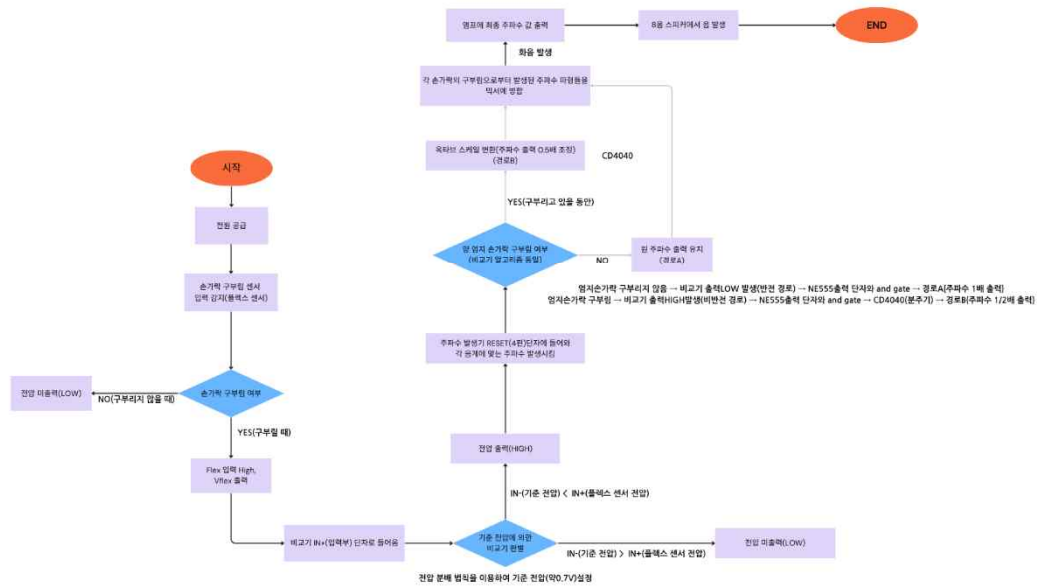 시작
전원 공급
손가락 구부림 센서
입력 감지(플렉스 센서)
손가락 구부림 여부
NO(구부리지 않을 때)
전압 미출력(LOW)
YES(구부릴 때)
Flex 입력 High,
Vflex 출력
비교기 IN+(입력부) 단자로 들어옴
기준 전압에 의한
비교기 판별
전압 분배 법칙을 이용하여 기준 전압(약0.7V)설정
IN-(기준 전압) > IN+(플렉스 센서 전압)
전압 미출력(LOW)
IN-(기준 전압) < IN+(플렉스 센서 전압)
전압 출력(HIGH)
주파수 발생기 RESET(4핀)단자에 들어와
각 음계에 맞는 주파수 발생시킴
양 엄지 손가락 구부림 여부
(비교기 알고리즘 동일)
NO
원 주파수 출력 유지
(경로A)
엄지손가락 구부리지 않음 → 비교기 출력LOW 발생(반전 경로) → NE555출력 단자와 and gate → 경로A(주파수 1배 출력)
엄지손가락 구부림 → 비교기 출력HIGH발생(비반전 경로) → NE555출력 단자와 and gate → CD4040(분주기) → 경로B(주파수 1/2배 출력)
YES(구부리고 있을 동안)
옥타브 스케일 변환(주파수 출력 0.5배 조정)
(경로B)
CD4040
각 손가락의 구부림으로부터 발생된 주파수 파형들을
믹서에 병합
화음 발생
앰프에 최종 주파수 값 출력
8옴 스피커에서 음 발생
END